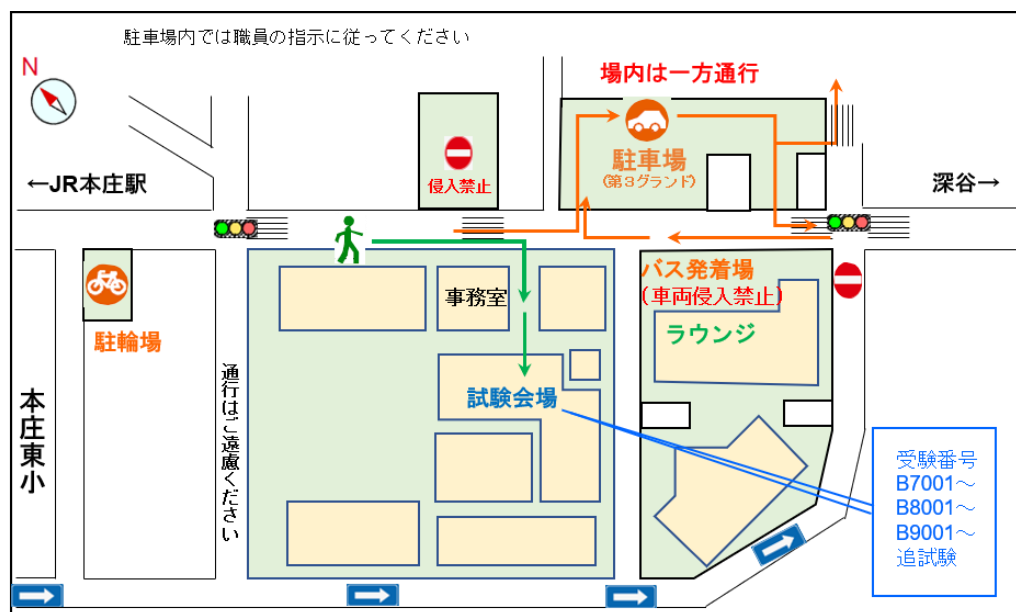 駐車場内では職員の指示に従ってください
N
場内は一方通行
駐車場
(第３グランド)
侵入禁止
←JR本庄駅
深谷→
バス発着場
(車両侵入禁止)
ラウンジ
事務室
駐輪場
試験会場
本庄東小
通行はご遠慮ください
受験番号
B7001～
B8001～
B9001～
追試験